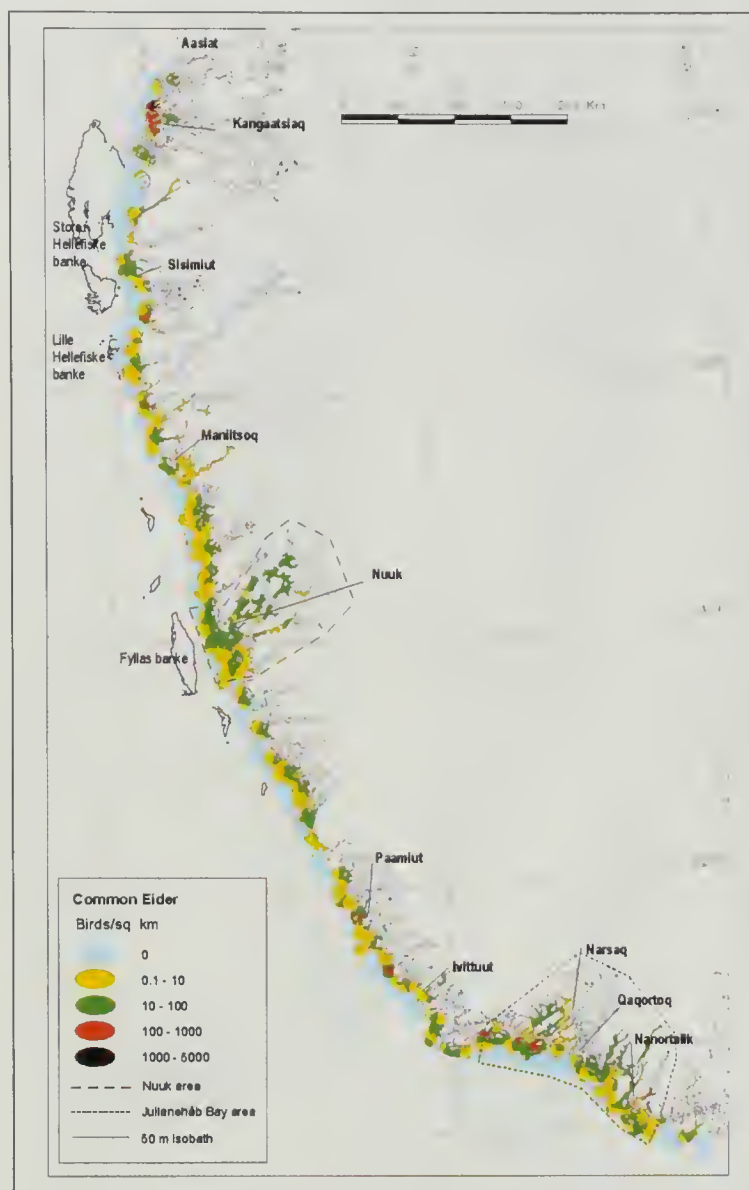 Aasiat
Kangaatsiaq
Km
Store
Hellefiske
banke
Sisimiut
Lille
Hellefiske
banke
Maniitsoq
Nuuk
Fyllas banke
Paamiut
Ivittuut
Narsaq
Qaqortoq
Nanortalik
Common Eider
Birds/sq km
0
0.1 - 10
10 - 100
100 - 1000
1000 - 5000
Nuuk area
Julianehåb Bay area
50 m Isobath